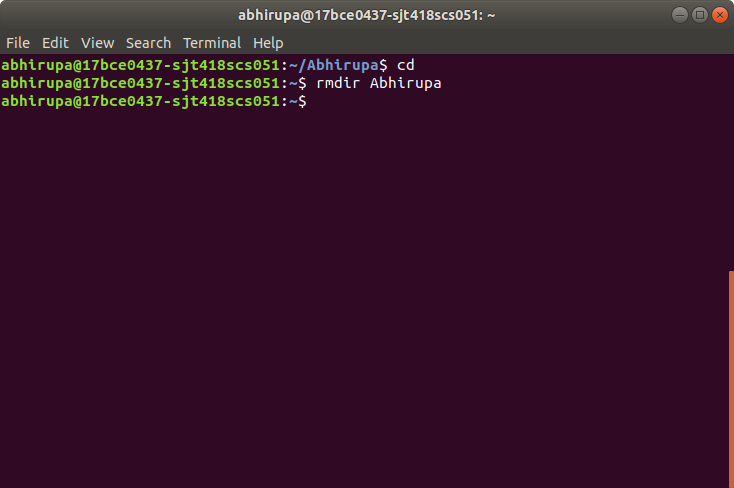 abhirupa@17bce0437-sjt418scs051: ~
File Edit View Search Terminal Help
abhirupa@17bce0437-sjt418scs051:~/Abhirupa$ cd
abhirupa@17bce0437-sjt418scs051:~$ rmdir Abhirupa
abhirupa@17bce0437-sjt418scs051:~$